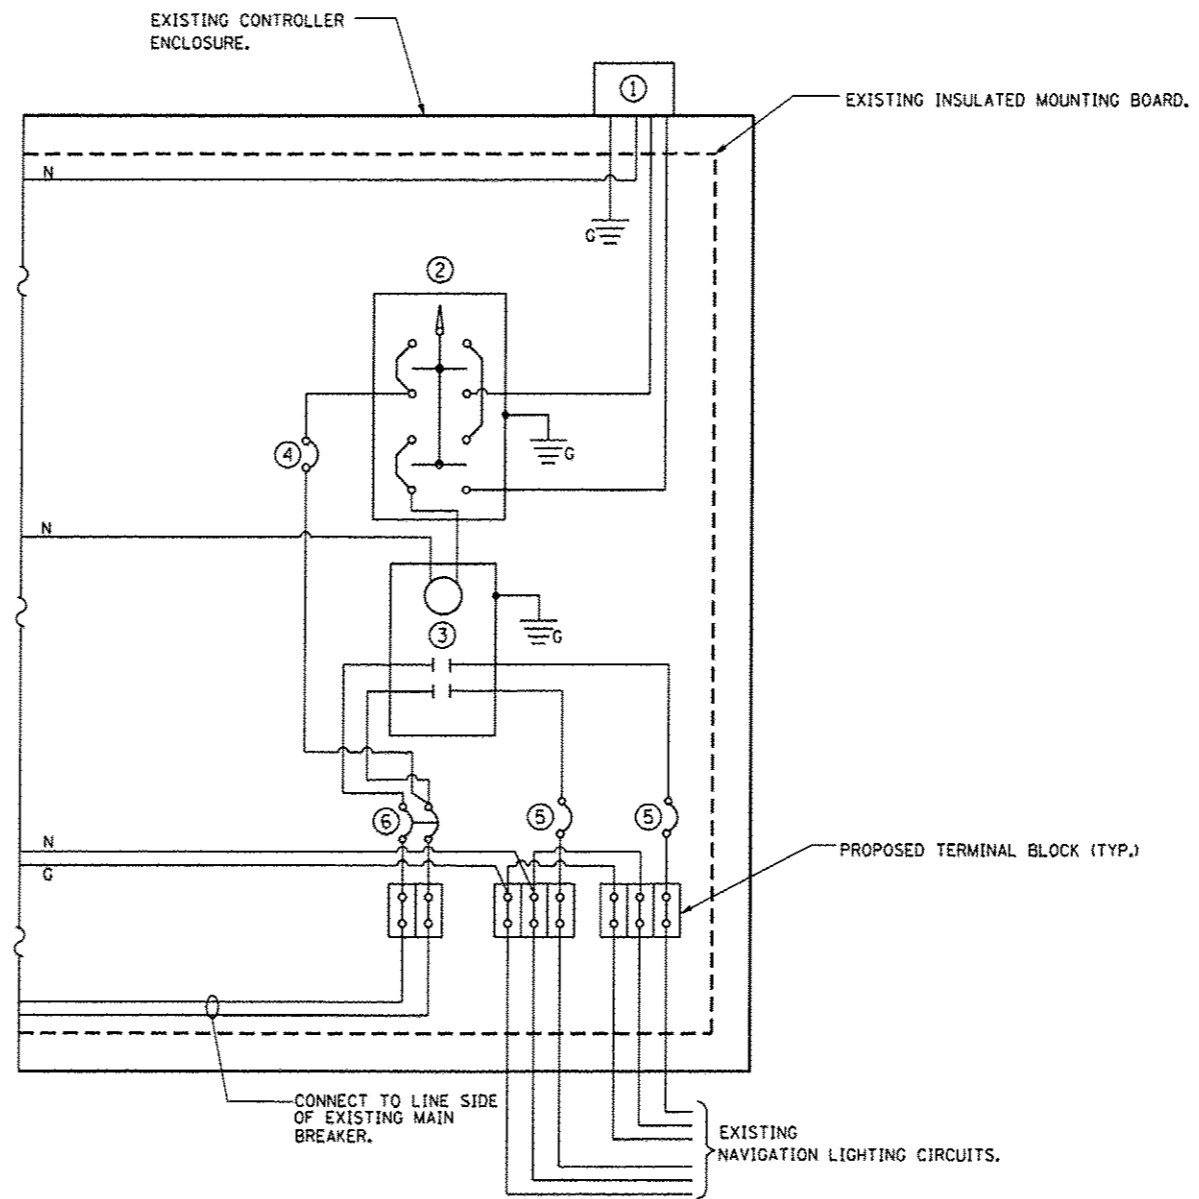 EXISTING CONTROLLER
ENCLOSURE.
1
EXISTING INSULATED MOUNTING BOARD.
N
G
2
G
4
N
3
G
6
5
5
N
G
PROPOSED TERMINAL BLOCK (TYP.)
CONNECT TO LINE SIDE
OF EXISTING MAIN
BREAKER.
EXISTING
NAVIGATION LIGHTING CIRCUITS.